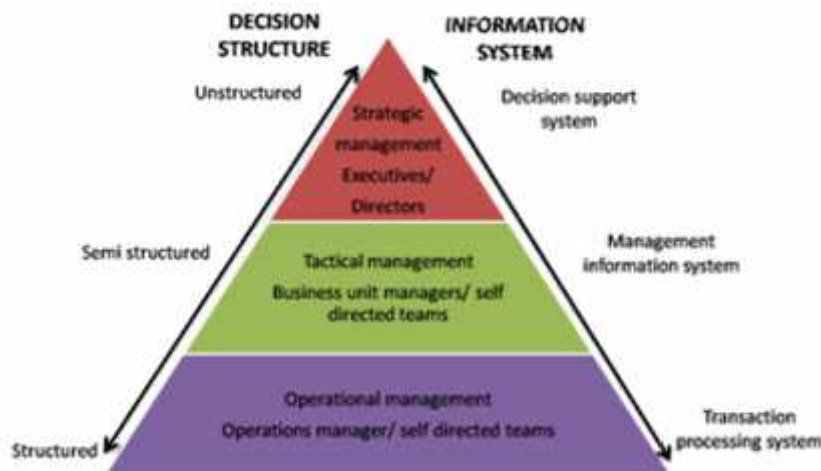 DECISION
STRUCTURE
INFORMATION
SYSTEM
Unstructured
Decision support
system
Strategic
management
Executives/
Directors
Semi structured
Management
information system
Tactical management
Business unit managers/ self
directed teams
Operational management
Operations manager/ self directed teams
Structured
Transaction
processing system